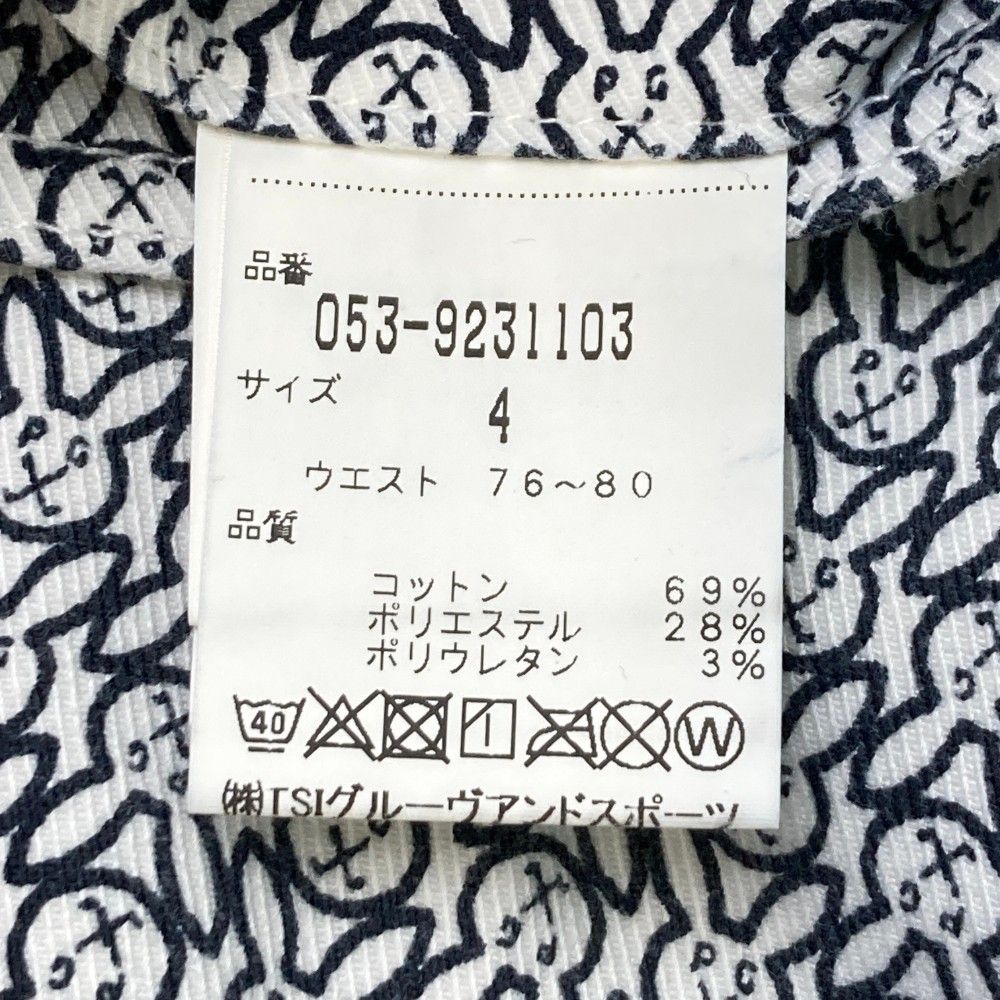 品番
053-9231103
サイズ
4
ウエスト 76～80
品質
コットン 69%
ポリエステル 28%
ポリウレタン 3%
40 W
㈱TSIグルーヴアンドスポーツ